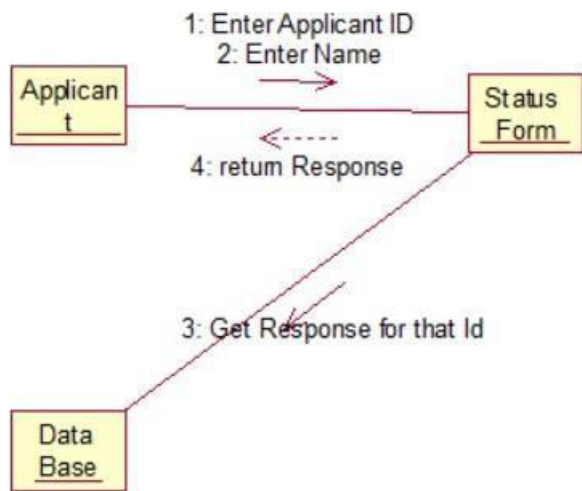 1: Enter Applicant ID
2: Enter Name
Applican
t
Status
Form
4: return Response
3: Get Response for that Id
Data
Base